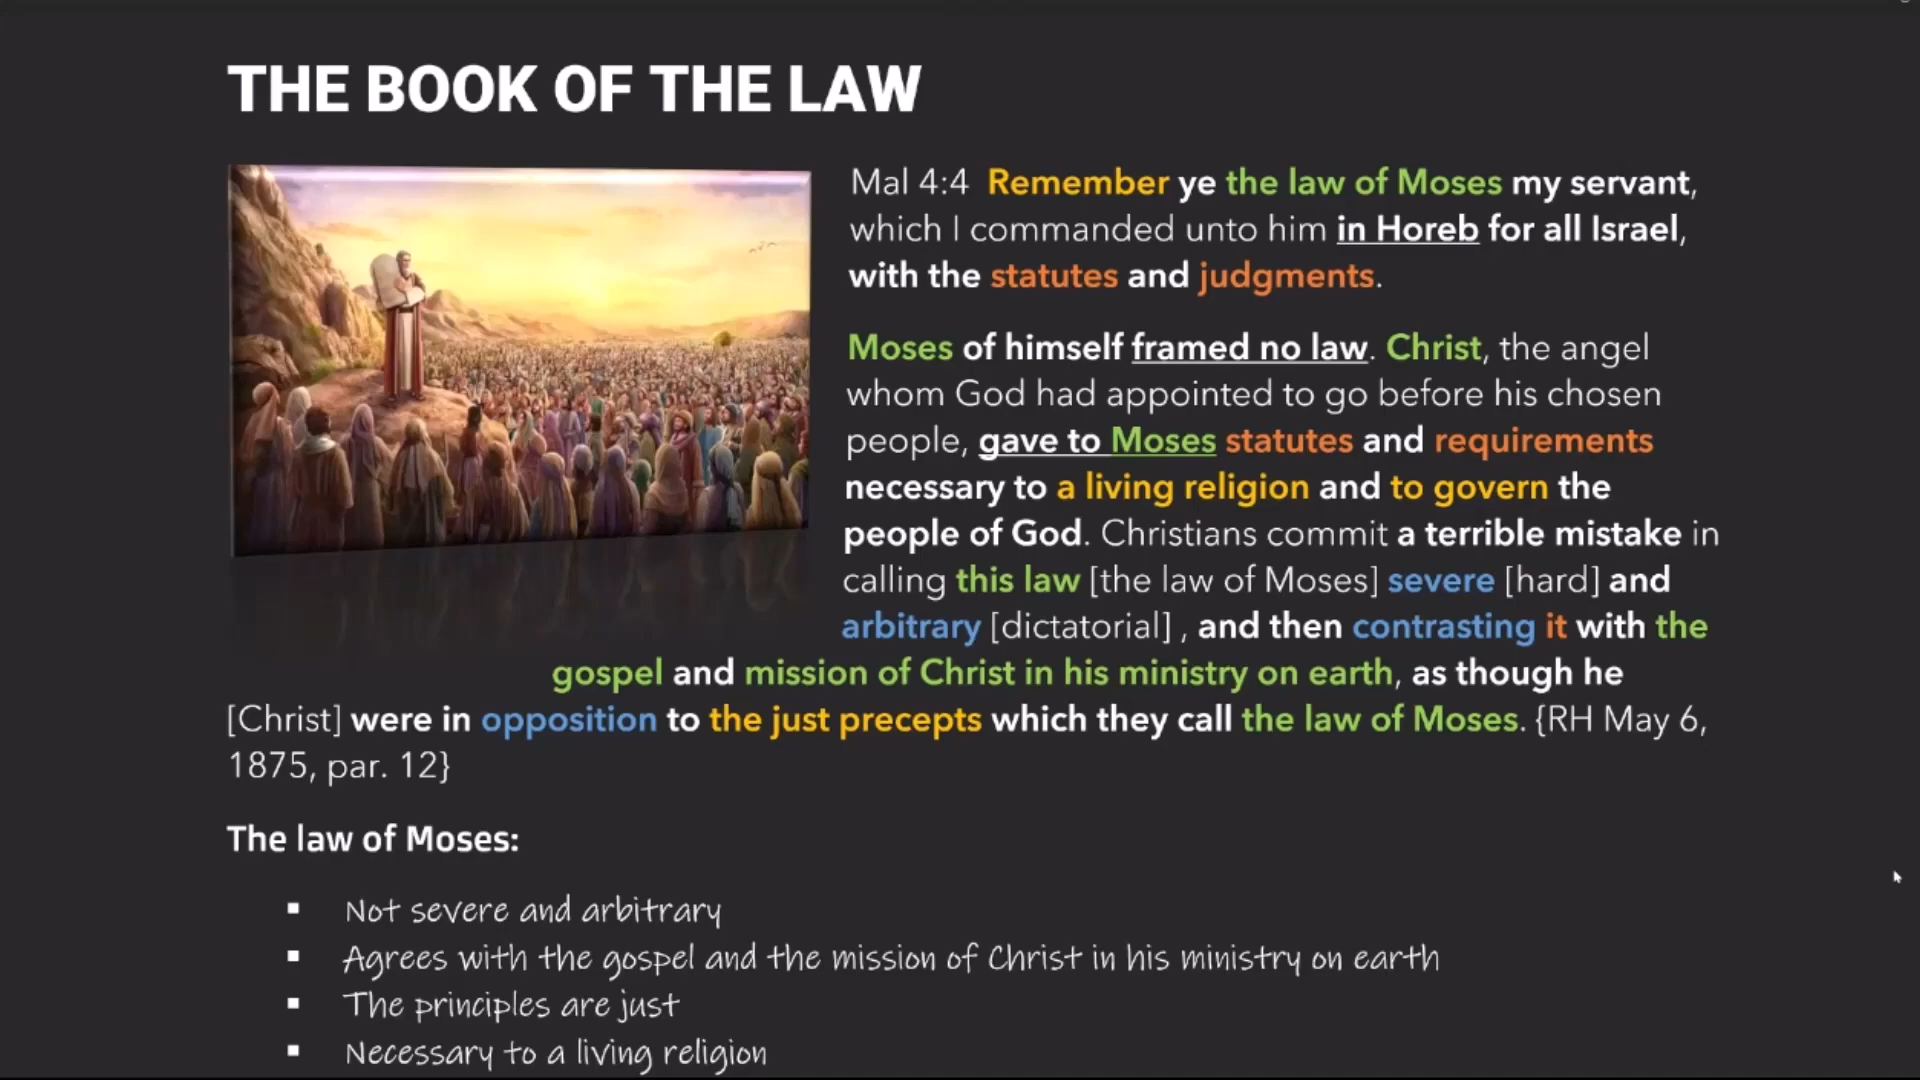 THE BOOK OF THE LAW
Mal 4:4 Remember ye the law of Moses my servant,
which I commanded unto him in Horeb for all Israel,
with the statutes and judgments.
Moses of himself framed no law. Christ, the angel
whom God had appointed to go before his chosen
people, gave to Moses statutes and requirements
necessary to a living religion and to govern the
people of God. Christians commit a terrible mistake in
calling this law [the law of Moses] severe [hard] and
arbitrary [dictatorial] , and then contrasting it with the
gospel and mission of Christ in his ministry on earth, as though he
[Christ] were in opposition to the just precepts which they call the law of Moses. {RH May 6,
1875, par. 12}
The law of Moses:
▪ Not severe and arbitrary
▪ Agrees with the gospel and the mission of Christ in his ministry on earth
▪ The principles are just
▪ Necessary to a living religion